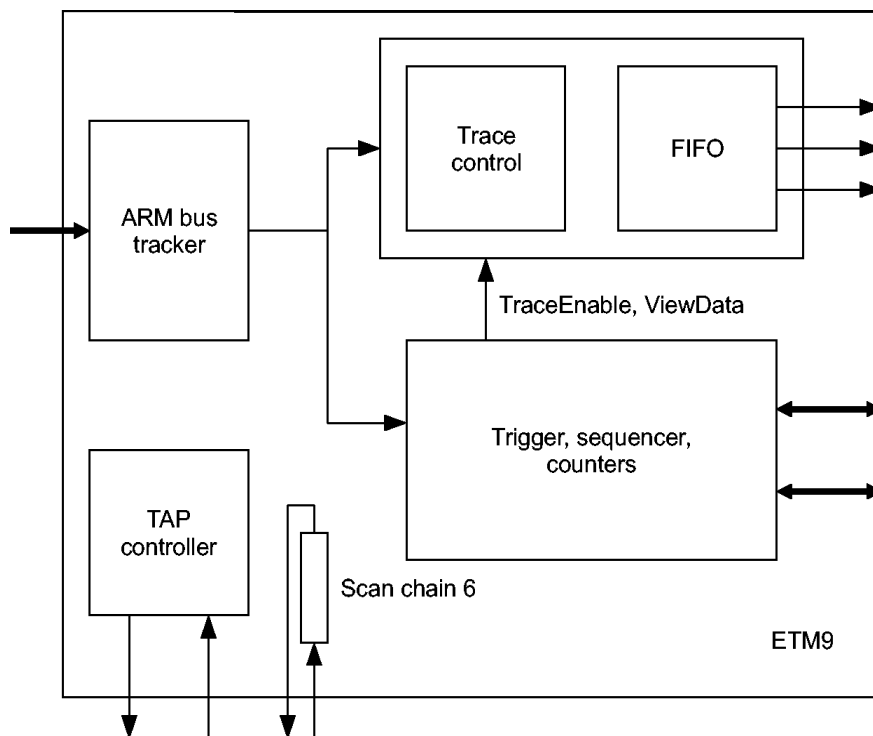 Trace
control
FIFO
ARM bus
tracker
TraceEnable, ViewData
Trigger, sequencer,
counters
TAP
controller
Scan chain 6
ETM9